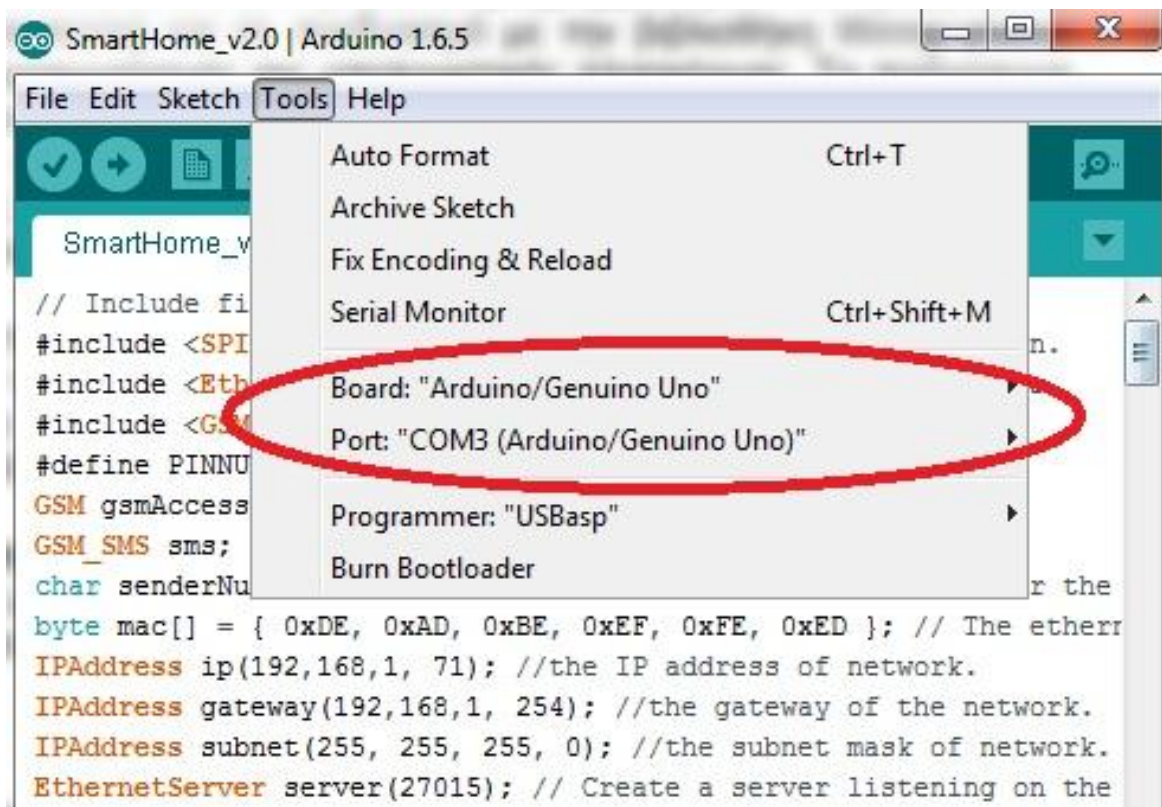 SmartHome_v2.0 | Arduino 1.6.5
File Edit Sketch Tools Help
Auto Format Ctrl+T
Archive Sketch
Fix Encoding & Reload
Serial Monitor Ctrl+Shift+M
Board: "Arduino/Genuino Uno"
Port: "COM3 (Arduino/Genuino Uno)"
Programmer: "USBasp"
Burn Bootloader
SmartHome_v
// Include fi
#include <SPI n.
#include <Eth
#include <GSM
#define PINNU
GSM gsmAccess
GSM_SMS sms;
char senderNu r the
byte mac[] = { 0xDE, 0xAD, 0xBE, 0xEF, 0xFE, 0xED }; // The ethern
IPAddress ip(192,168,1, 71); //the IP address of network.
IPAddress gateway(192,168,1, 254); //the gateway of the network.
IPAddress subnet(255, 255, 255, 0); //the subnet mask of network.
EthernetServer server(27015); // Create a server listening on the